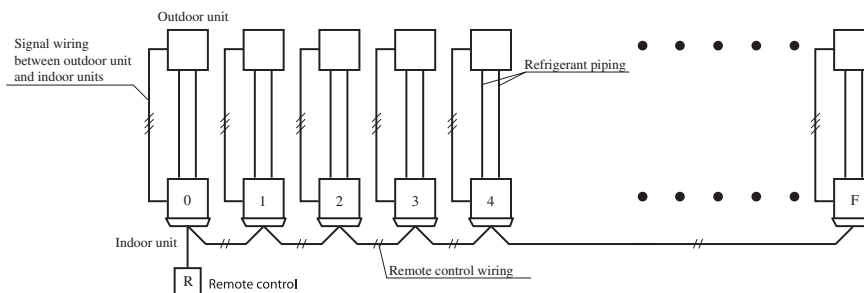 Outdoor unit
Signal wiring
between outdoor unit
and indoor units
Refrigerant piping
0 1 2 3 4 F
Indoor unit
Remote control wiring
R Remote control